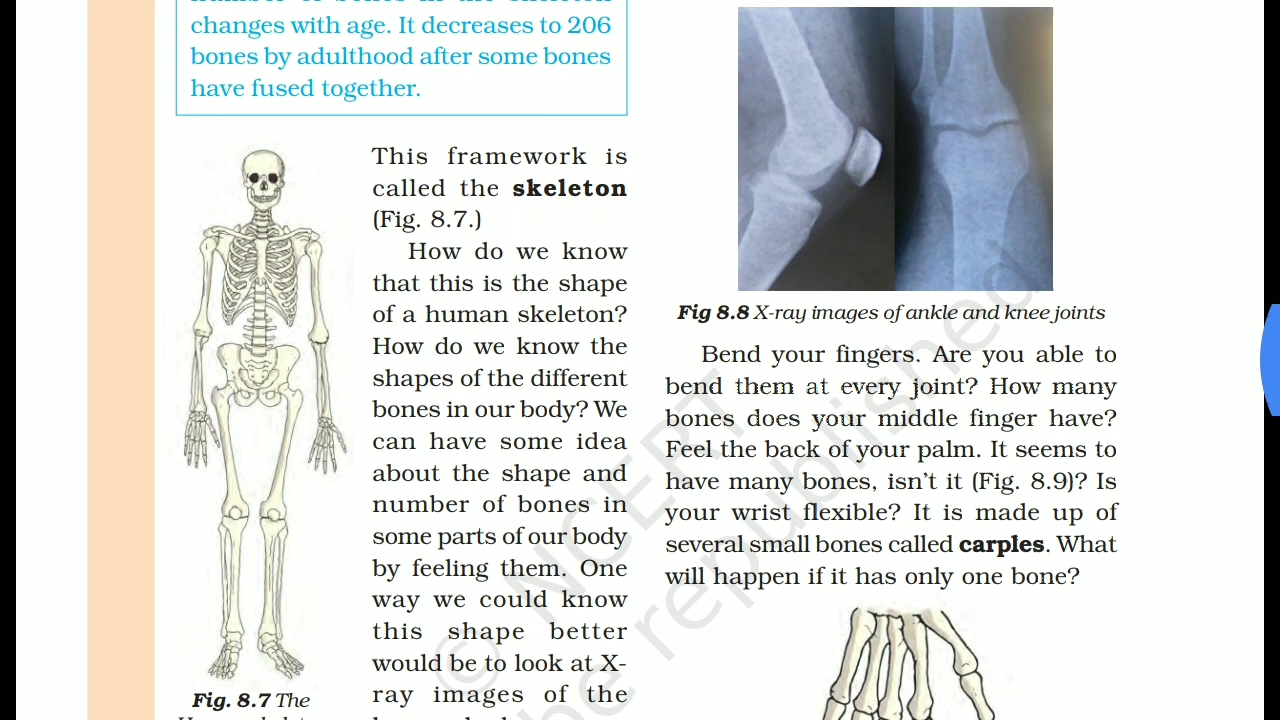 changes with age. It decreases to 206
bones by adulthood after some bones
have fused together.
This framework is
called the skeleton
(Fig. 8.7.)
How do we know
that this is the shape
of a human skeleton?
How do we know the
shapes of the different
bones in our body? We
can have some idea
about the shape and
number of bones in
some parts of our body
by feeling them. One
way we could know
this shape better
would be to look at X-
ray images of the
Fig. 8.7 The
Fig 8.8 X-ray images of ankle and knee joints
Bend your fingers. Are you able to
bend them at every joint? How many
bones does your middle finger have?
Feel the back of your palm. It seems to
have many bones, isn't it (Fig. 8.9)? Is
your wrist flexible? It is made up of
several small bones called carples. What
will happen if it has only one bone?
© NCERT
be republished